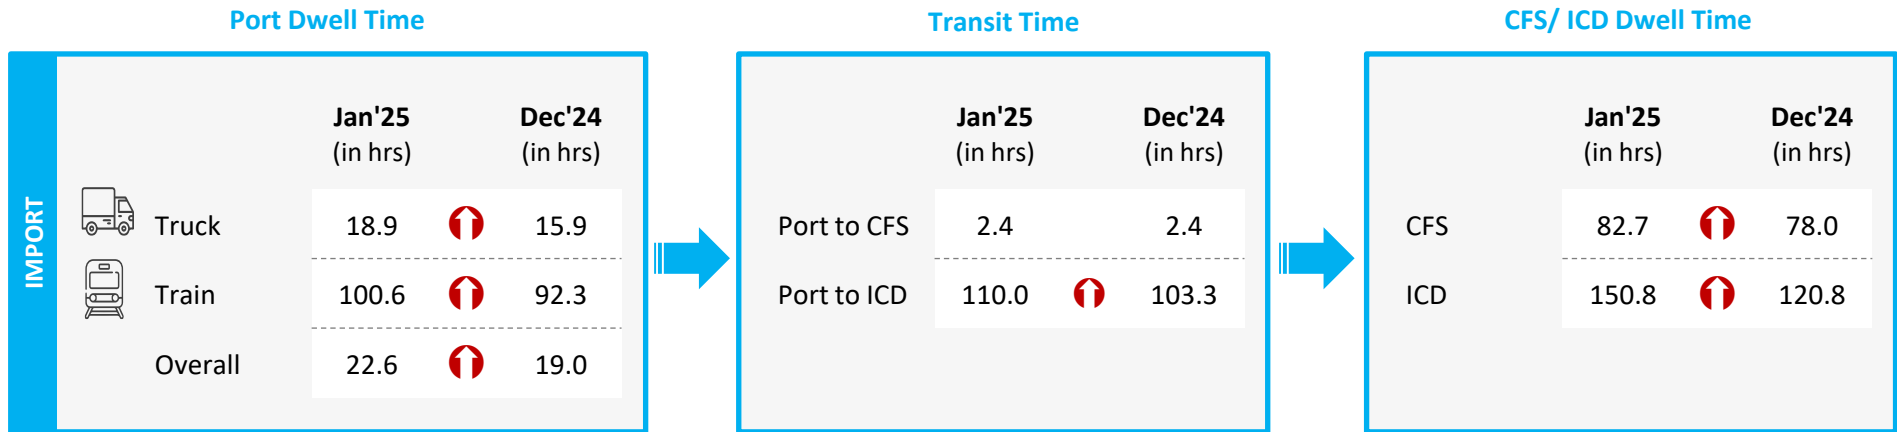 Port Dwell Time
Transit Time
CFS/ ICD Dwell Time
IMPORT
Jan'25 Dec'24
(in hrs) (in hrs)
Truck 18.9 15.9
Train 100.6 92.3
Overall 22.6 19.0
Jan'25 Dec'24
(in hrs) (in hrs)
Port to CFS 2.4 2.4
Port to ICD 110.0 103.3
Jan'25 Dec'24
(in hrs) (in hrs)
CFS 82.7 78.0
ICD 150.8 120.8